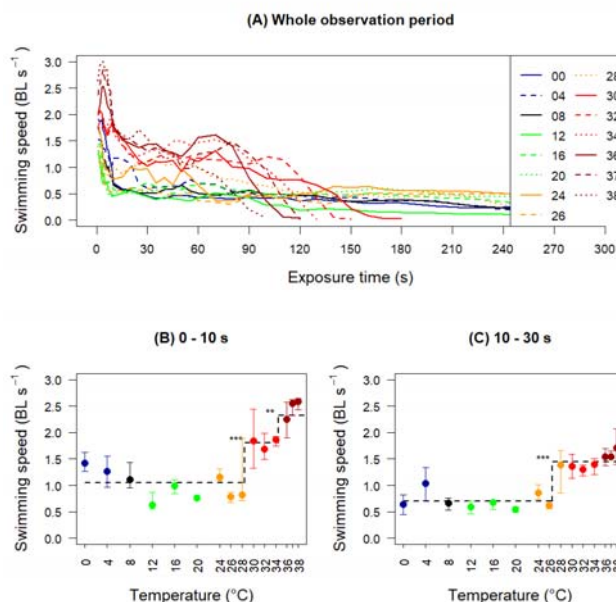 (A) Whole observation period
Swimming speed (BL s⁻¹)
3.0
2.5
2.0
1.5
1.0
0.5
0.0
0 30 60 90 120 150 180 210 240 270 300
Exposure time (s)
00 28
04 30
08 32
12 34
16 36
20 37
24 38
26
(B) 0 - 10 s
Swimming speed (BL s⁻¹)
3.0
2.5
2.0
1.5
1.0
0.5
0.0
*** **
0 4 8 12 16 20 24 26 28 30 32 34 36 38
Temperature (°C)
(C) 10 - 30 s
Swimming speed (BL s⁻¹)
3.0
2.5
2.0
1.5
1.0
0.5
0.0
***
0 4 8 12 16 20 24 26 28 30 32 34 36
Temperature (°C)